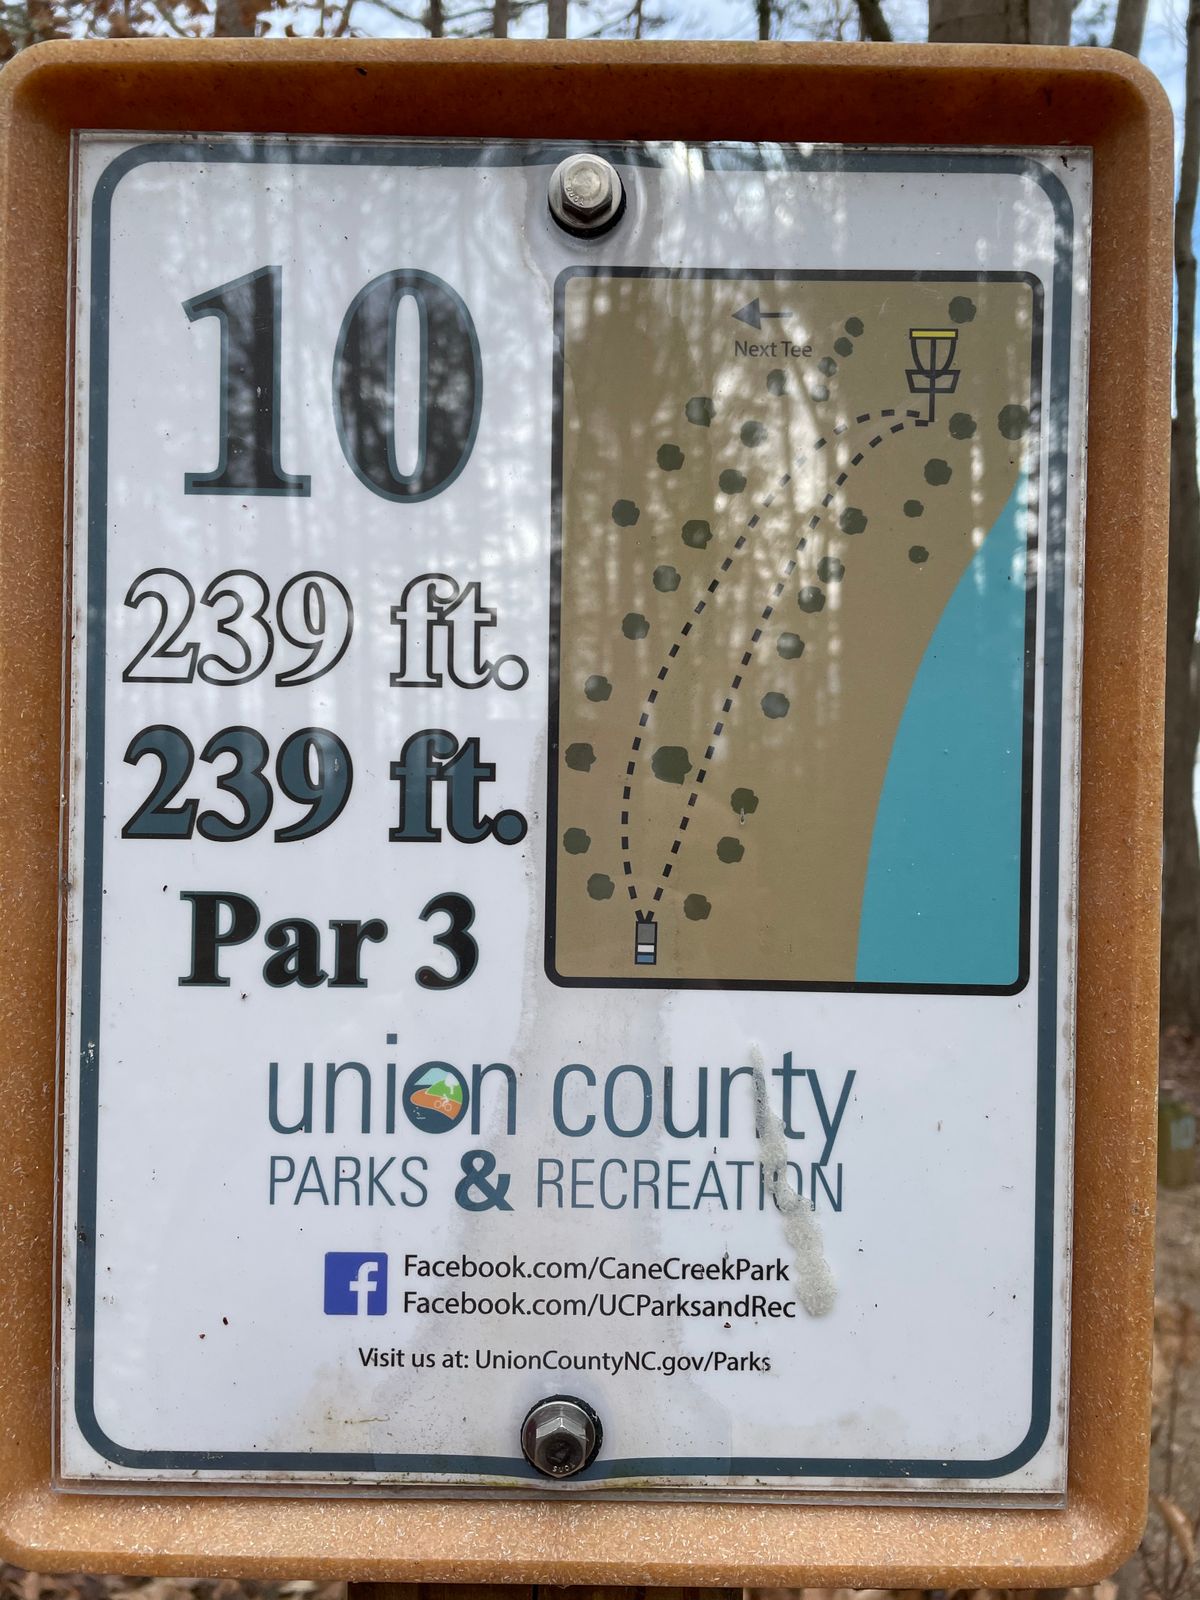 10
239 ft.
239 ft.
Par 3
Next Tee
union county
PARKS & RECREATION
Facebook.com/CaneCreekPark
Facebook.com/UCParksandRec
Visit us at: UnionCountyNC.gov/Parks